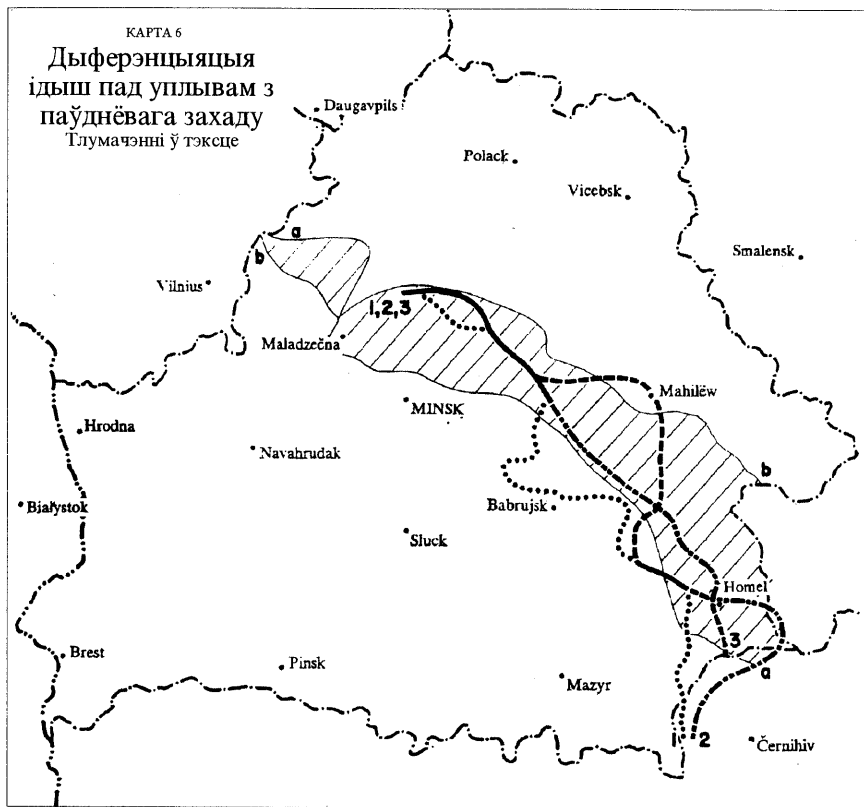 КАРТА 6
Дыферэнцыяцыя
ідыш пад уплывам з
паўднёвага захаду
Тлумачэнні ў тэксце
Daugavpils
Polack
Vicebsk
a
b
Smalensk
Vilnius
1,2,3
Maladzečna
Mahilëw
MINSK
Hrodna
Navahrudak
b
Babrujsk
Białystok
Sluck
Homel
3
Brest
Pinsk
a
Mazyr
1
2
Černihiv